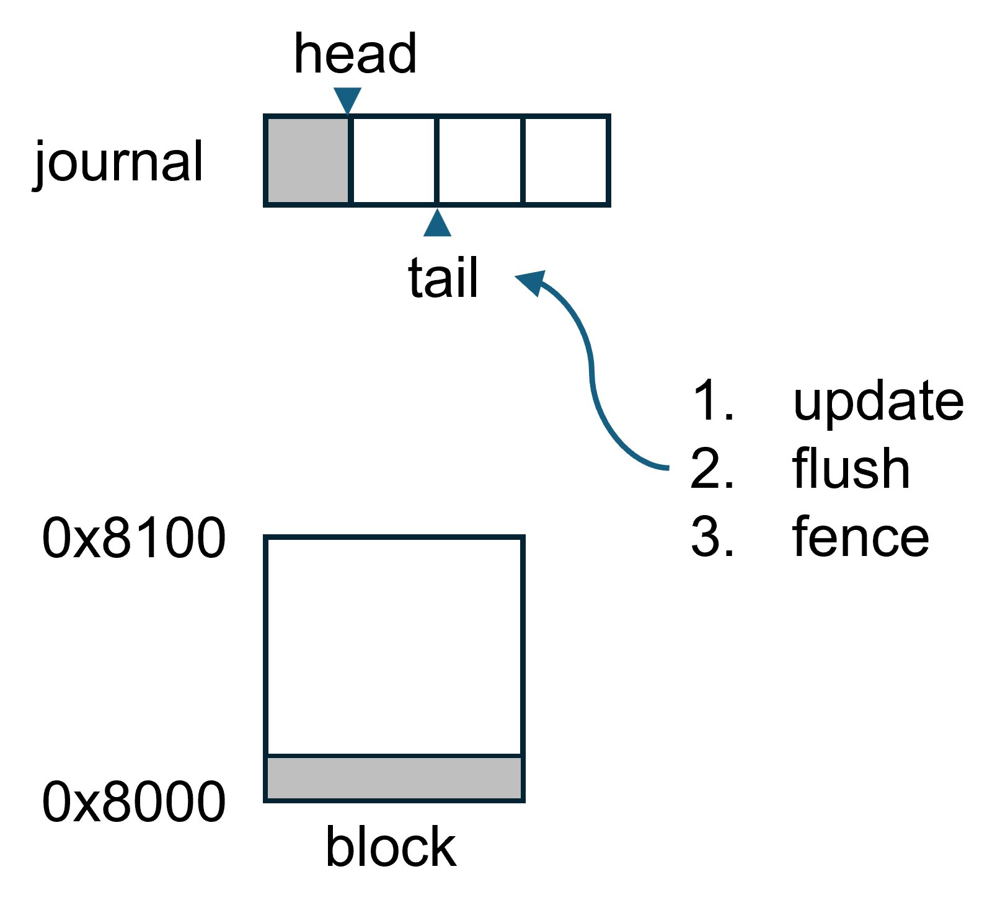 head
journal
tail
1. update
2. flush
3. fence
0x8100
0x8000
block